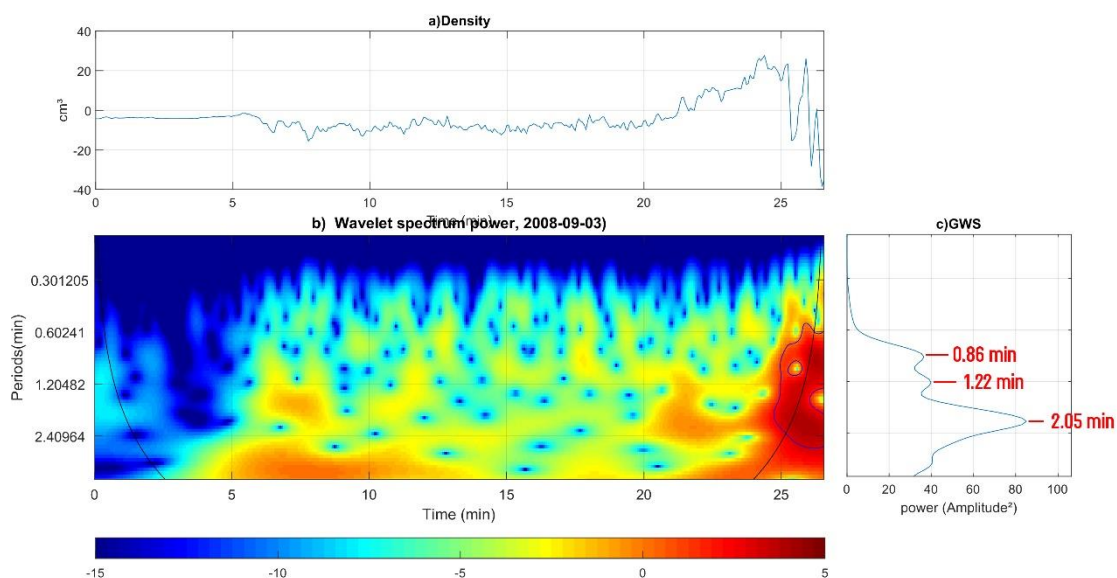 a)Density
40
20
0
-20
-40
cm³
0 5 10 15 20 25
Time (min)
b) Wavelet spectrum power, 2008-09-03)
0.301205
0.60241
1.20482
2.40964
Periods(min)
0 5 10 15 20 25
Time (min)
c)GWS
0.86 min
1.22 min
2.05 min
0 20 40 60 80 100
power (Amplitude²)
-15 -10 -5 0 5